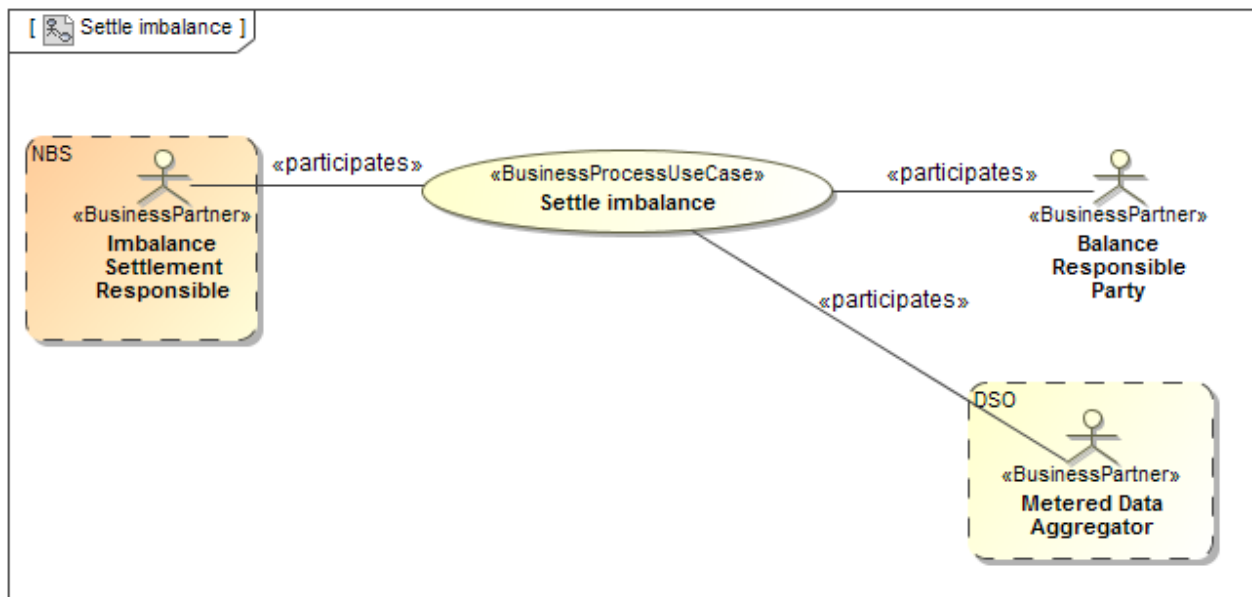 [ Settle imbalance ]
NBS
«BusinessPartner»
Imbalance
Settlement
Responsible
«participates»
«BusinessProcessUseCase»
Settle imbalance
«participates»
«BusinessPartner»
Balance
Responsible
Party
«participates»
DSO
«BusinessPartner»
Metered Data
Aggregator